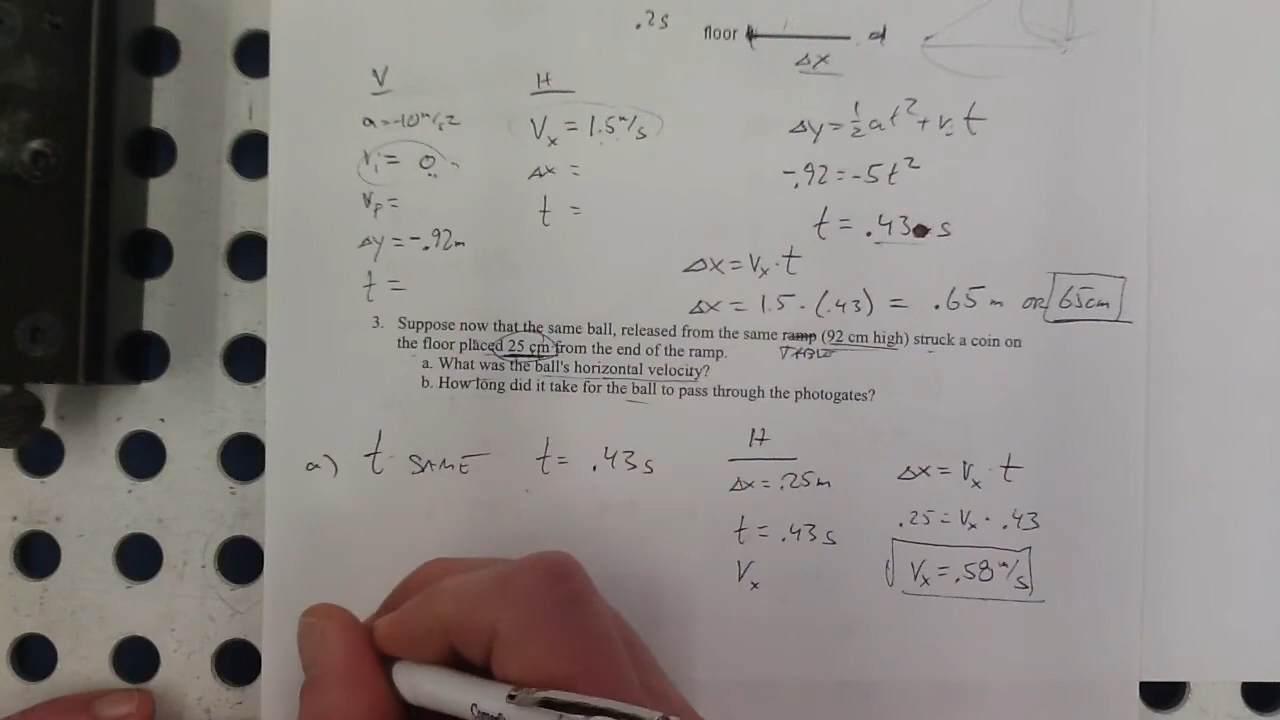 .2s
floor
Δx
V
a=-10 m/s2
vi= 0
vf=
Δy=-.92m
t=
H
Vx = 1.5 m/s
Δx =
t =
Δy=½at²+vi t
-.92=-5t²
t=.43 s
Δx=Vx·t
Δx = 1.5·(.43) = .65m OR 65cm
3. Suppose now that the same ball, released from the same ramp (92 cm high) struck a coin on
TABLE
the floor placed 25 cm from the end of the ramp.
a. What was the ball's horizontal velocity?
b. How long did it take for the ball to pass through the photogates?
a) t SAME t= .43s
H
Δx=.25m
t=.43s
Vx
Δx=Vx t
.25=Vx·.43
Vx=.58 m/s